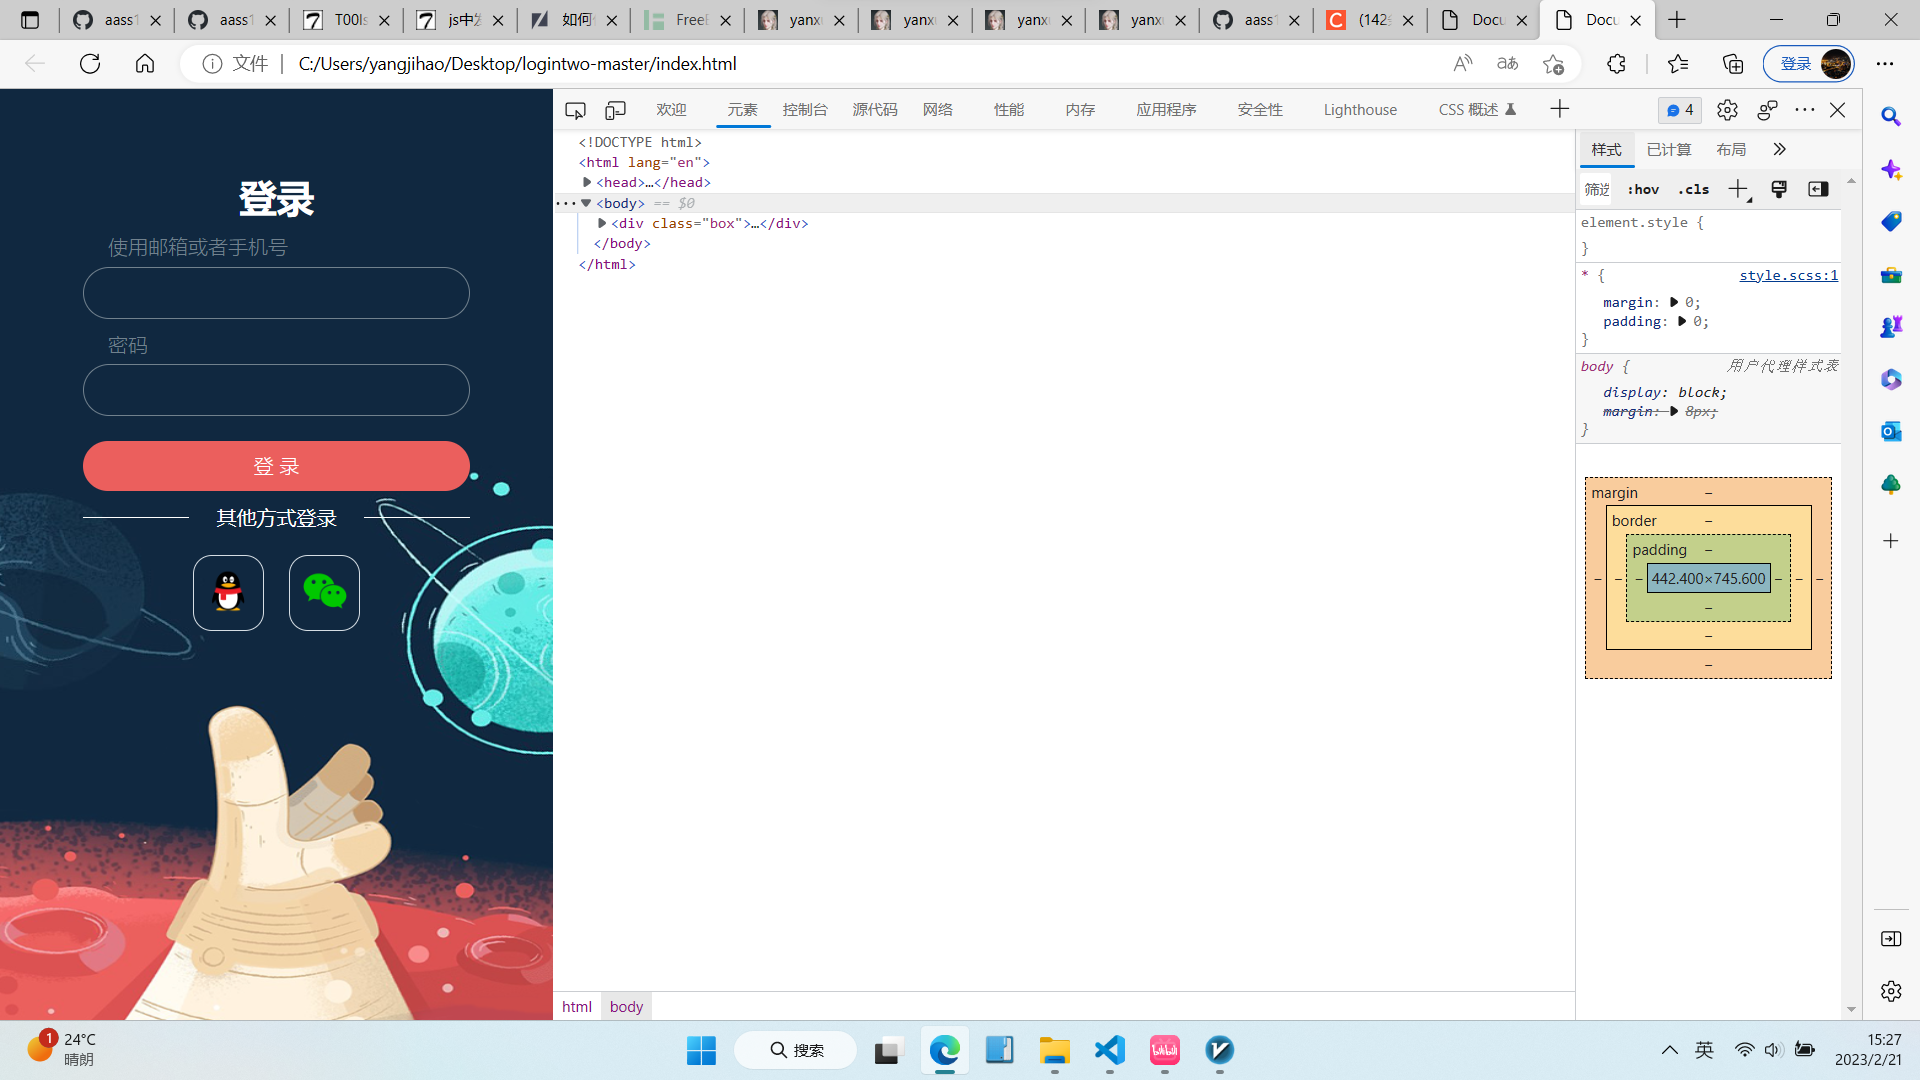 aass1
aass1
T00ls
js中发
如何
FreeB
yanx
yanx
yanx
yanx
aass1
(142
Docu
Docu
文件
C:/Users/yangjihao/Desktop/logintwo-master/index.html
登录
欢迎
元素
控制台
源代码
网络
性能
内存
应用程序
安全性
Lighthouse
CSS 概述
4
登录
使用邮箱或者手机号
密码
登 录
其他方式登录
<!DOCTYPE html>
<html lang="en">
<head>…</head>
<body> == $0
<div class="box">…</div>
</body>
</html>
html body
样式 已计算 布局
筛选 :hov .cls
element.style {
}
* { style.scss:1
margin: 0;
padding: 0;
}
body { 用户代理样式表
display: block;
margin: 8px;
}
margin –
border –
padding –
– – – 442.400×745.600 – – –
–
–
–
1
24°C
晴朗
搜索
bilibili
英
15:27
2023/2/21